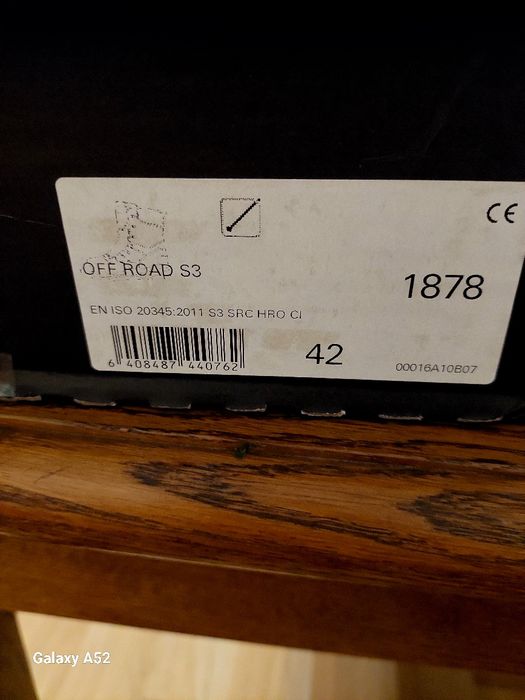 CE
OFF ROAD S3
1878
EN ISO 20345:2011 S3 SRC HRO CI
6 408487 440762
42
00016A10B07
Galaxy A52